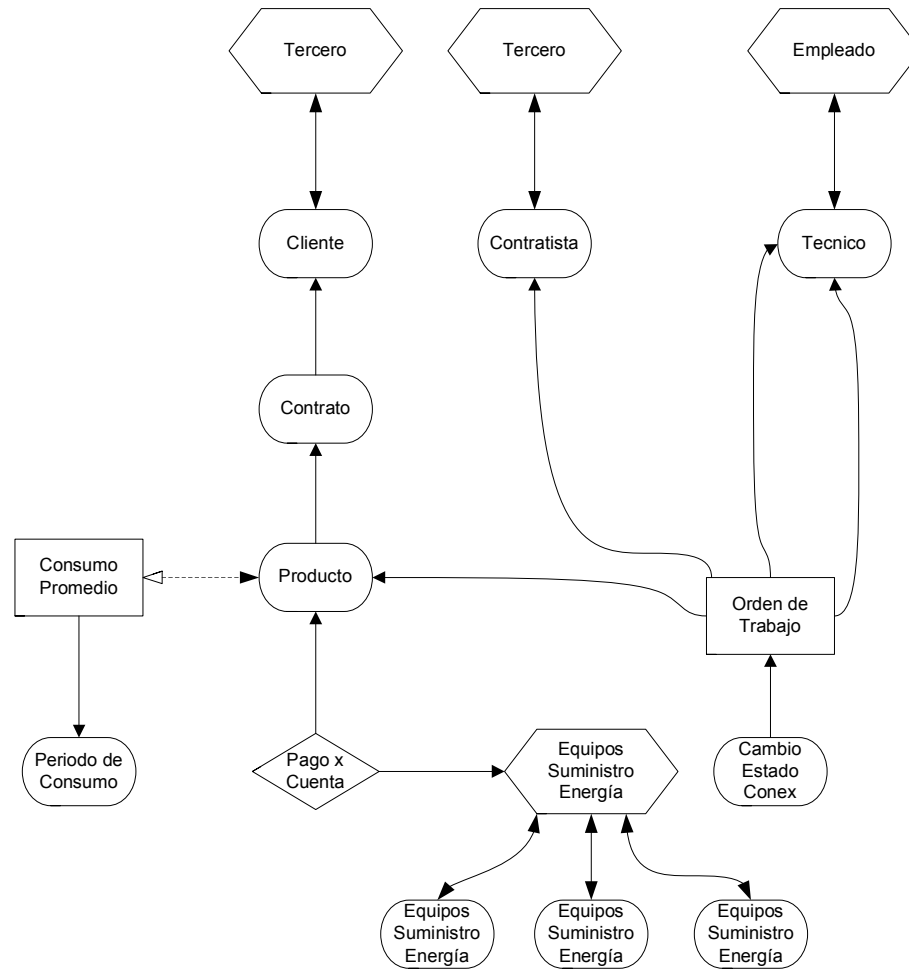 Tercero
Tercero
Empleado
Cliente
Contratista
Tecnico
Contrato
Consumo
Promedio
Producto
Orden de
Trabajo
Periodo de
Consumo
Pago x
Cuenta
Equipos
Suministro
Energía
Cambio
Estado
Conex
Equipos
Suministro
Energía
Equipos
Suministro
Energía
Equipos
Suministro
Energía